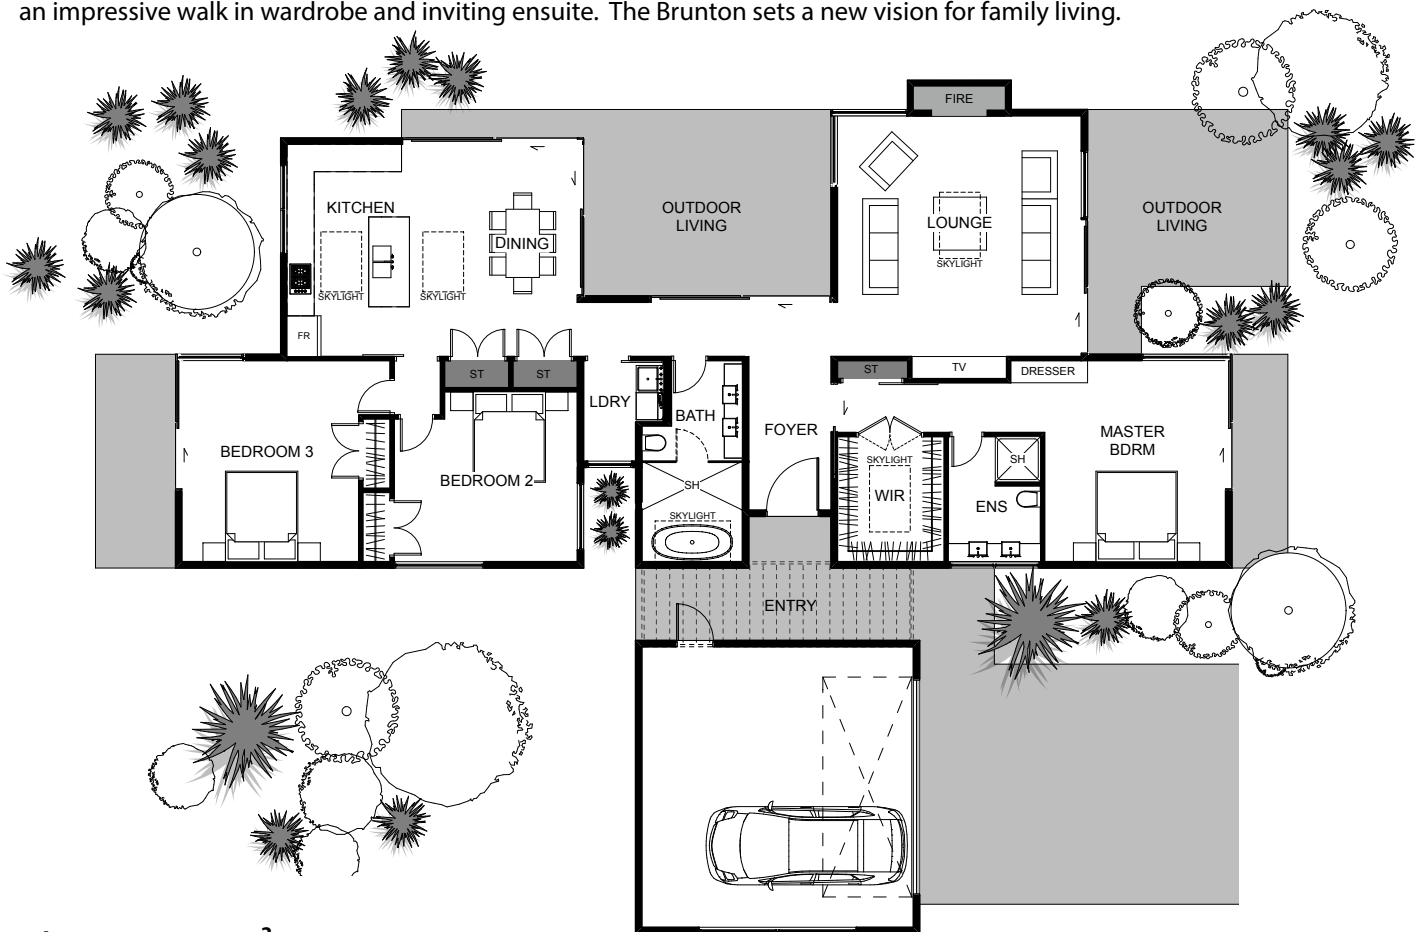 an impressive walk in wardrobe and inviting ensuite.  The Brunton sets a new vision for family living.
FIRE
KITCHEN
DINING
OUTDOOR
LIVING
LOUNGE
OUTDOOR
LIVING
SKYLIGHT
SKYLIGHT
SKYLIGHT
FR
ST
ST
ST
TV
DRESSER
LDRY
BATH
FOYER
MASTER
BDRM
BEDROOM 3
BEDROOM 2
SKYLIGHT
SH
WIR
SH
SKYLIGHT
ENS
ENTRY
2